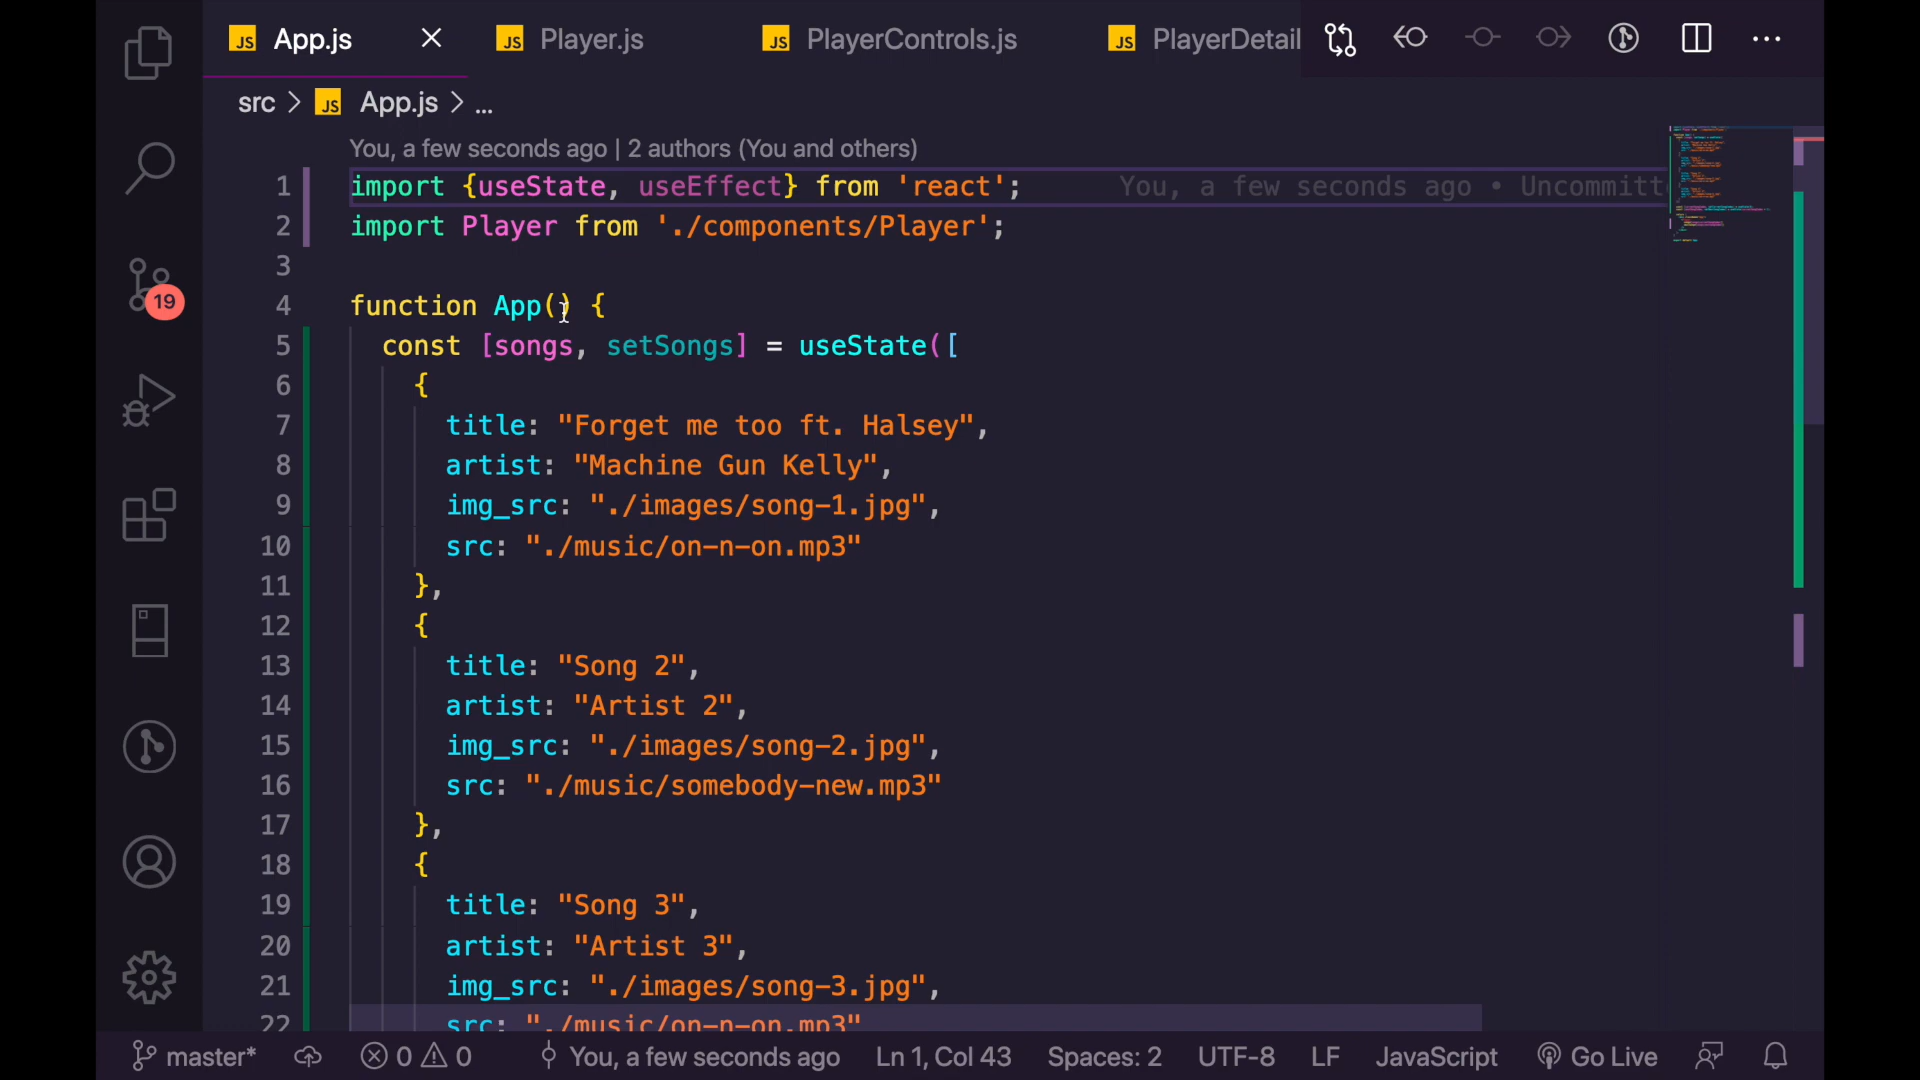 JS App.js JS Player.js JS PlayerControls.js JS PlayerDetail
src > JS App.js > ...
You, a few seconds ago | 2 authors (You and others)
1 import {useState, useEffect} from 'react'; You, a few seconds ago • Uncommitt
2 import Player from './components/Player';
3
4 function App() {
5 const [songs, setSongs] = useState([
6 {
7 title: "Forget me too ft. Halsey",
8 artist: "Machine Gun Kelly",
9 img_src: "./images/song-1.jpg",
10 src: "./music/on-n-on.mp3"
11 },
12 {
13 title: "Song 2",
14 artist: "Artist 2",
15 img_src: "./images/song-2.jpg",
16 src: "./music/somebody-new.mp3"
17 },
18 {
19 title: "Song 3",
20 artist: "Artist 3",
21 img_src: "./images/song-3.jpg",
22 src: "./music/on-n-on.mp3"
19
master* 0 0 You, a few seconds ago Ln 1, Col 43 Spaces: 2 UTF-8 LF JavaScript Go Live